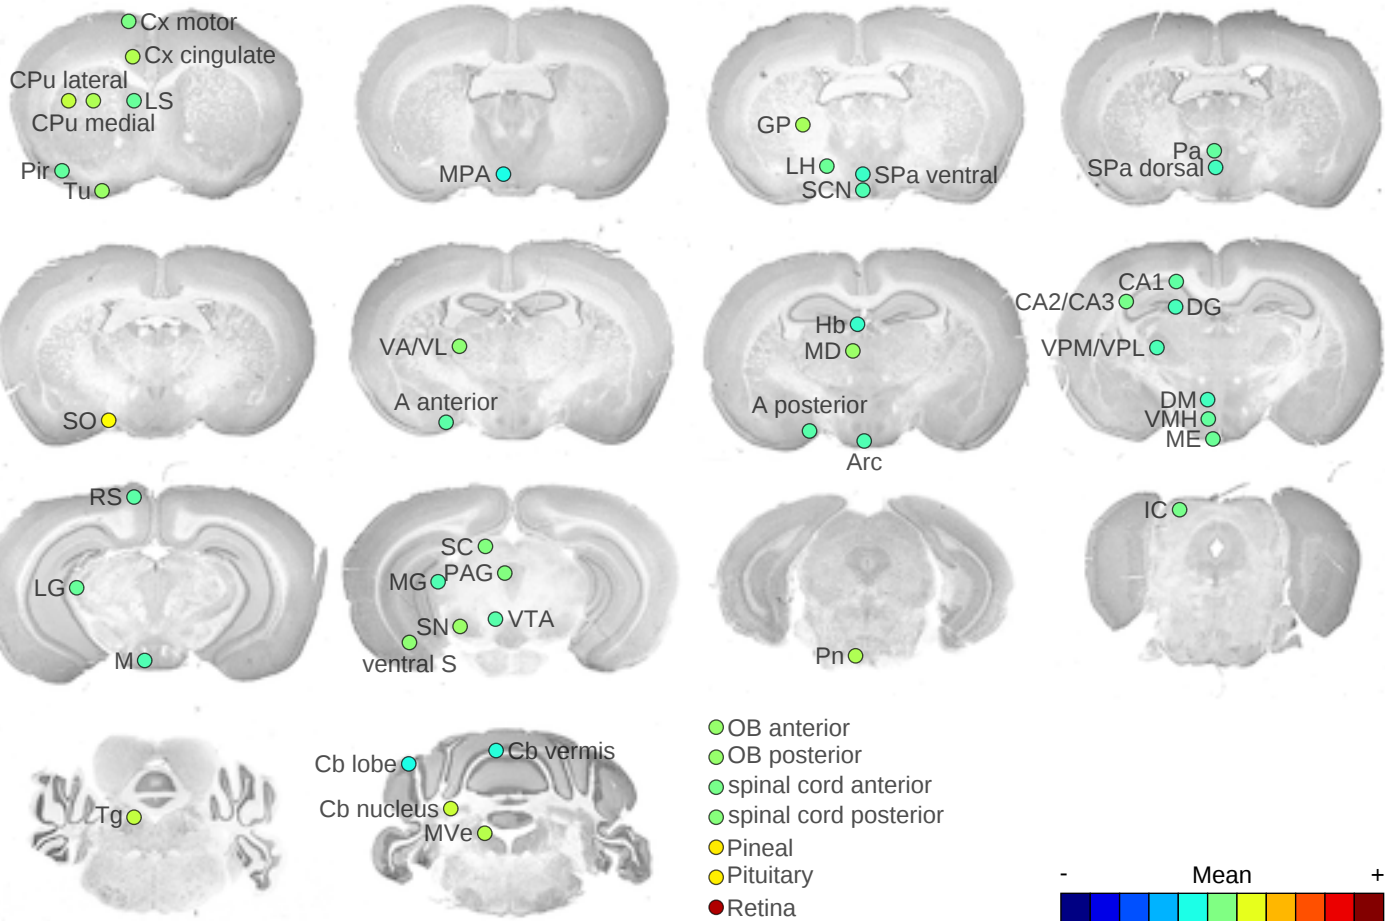 Cx motor
Cx cingulate
CPu lateral
LS
CPu medial
Pir
Tu
MPA
GP
LH
SPa ventral
SCN
Pa
SPa dorsal
SO
VA/VL
A anterior
Hb
MD
A posterior
Arc
CA1
CA2/CA3
DG
VPM/VPL
DM
VMH
ME
RS
LG
M
SC
PAG
MG
VTA
SN
ventral S
Pn
IC
Tg
Cb lobe
Cb vermis
Cb nucleus
MVe
OB anterior
OB posterior
spinal cord anterior
spinal cord posterior
Pineal
Pituitary
Retina
- Mean +